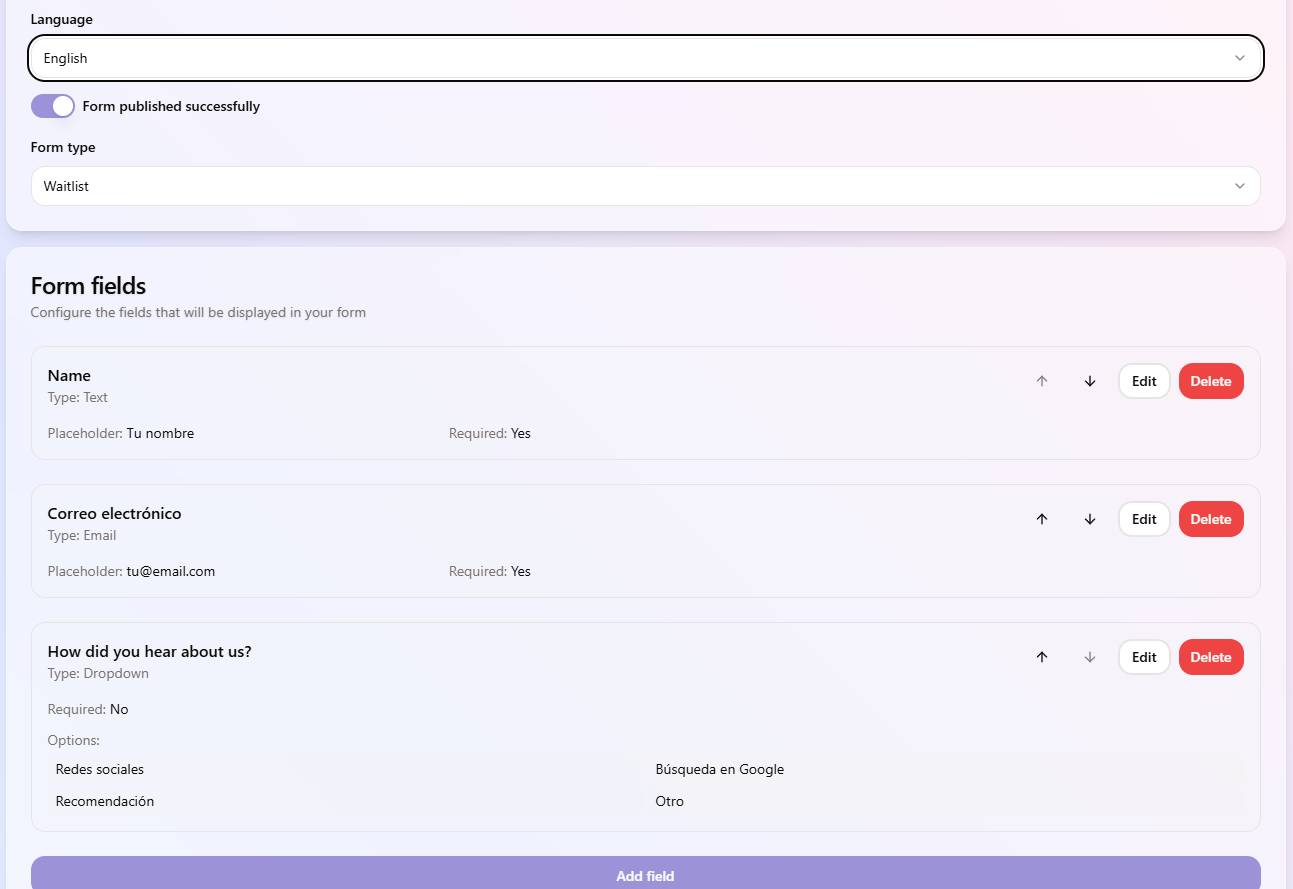 Language
English
Form published successfully
Form type
Waitlist
Form fields
Configure the fields that will be displayed in your form
Name
Edit
Delete
Type: Text
Placeholder: Tu nombre
Required: Yes
Correo electrónico
Edit
Delete
Type: Email
Placeholder: tu@email.com
Required: Yes
How did you hear about us?
Edit
Delete
Type: Dropdown
Required: No
Options:
Redes sociales
Búsqueda en Google
Recomendación
Otro
Add field